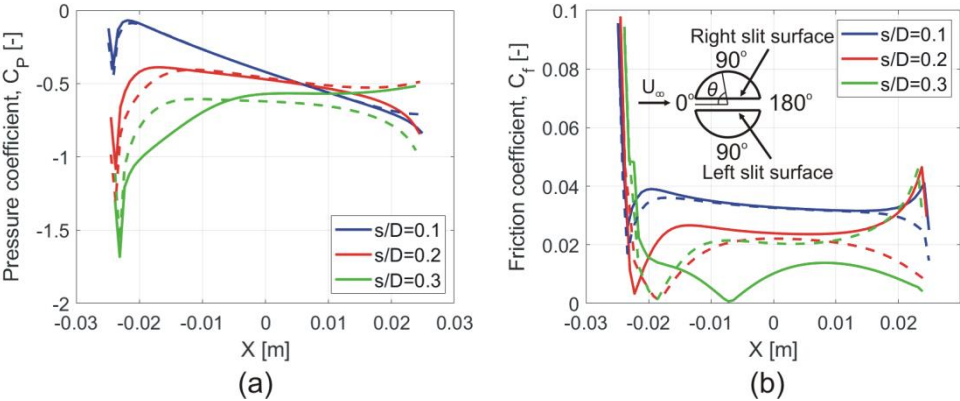 Pressure coefficient, C_P [-]
0
-0.5
-1
-1.5
-2
-0.03 -0.02 -0.01 0 0.01 0.02 0.03
X [m]
s/D=0.1
s/D=0.2
s/D=0.3
(a)
Friction coefficient, C_f [-]
0.1
0.08
0.06
0.04
0.02
0
-0.03 -0.02 -0.01 0 0.01 0.02
X [m]
Right slit surface
90°
θ
U∞
0° 180°
90°
Left slit surface
s/D=0.1
s/D=0.2
s/D=0.3
(b)